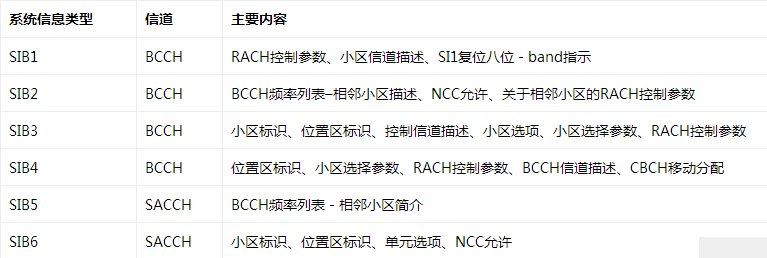 系统信息类型 信道 主要内容
SIB1 BCCH RACH控制参数、小区信道描述、SI1复位八位 - band指示
SIB2 BCCH BCCH频率列表–相邻小区描述、NCC允许、关于相邻小区的RACH控制参数
SIB3 BCCH 小区标识、位置区标识、控制信道描述、小区选项、小区选择参数、RACH控制参数
SIB4 BCCH 位置区标识、小区选择参数、RACH控制参数、BCCH信道描述、CBCH移动分配
SIB5 SACCH BCCH频率列表 - 相邻小区简介
SIB6 SACCH 小区标识、位置区标识、单元选项、NCC允许